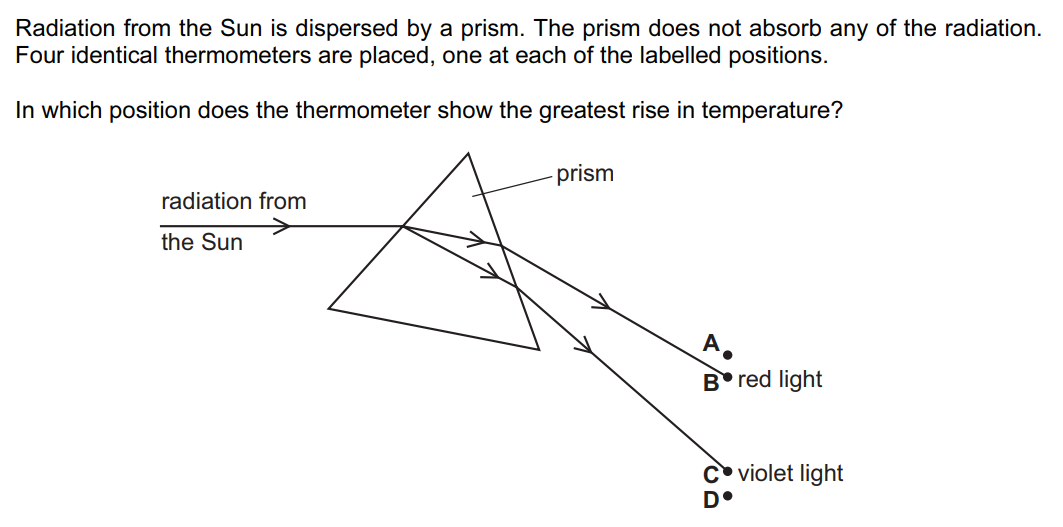 Radiation from the Sun is dispersed by a prism. The prism does not absorb any of the radiation.
Four identical thermometers are placed, one at each of the labelled positions.
In which position does the thermometer show the greatest rise in temperature?
prism
radiation from
the Sun
A
B red light
C violet light
D